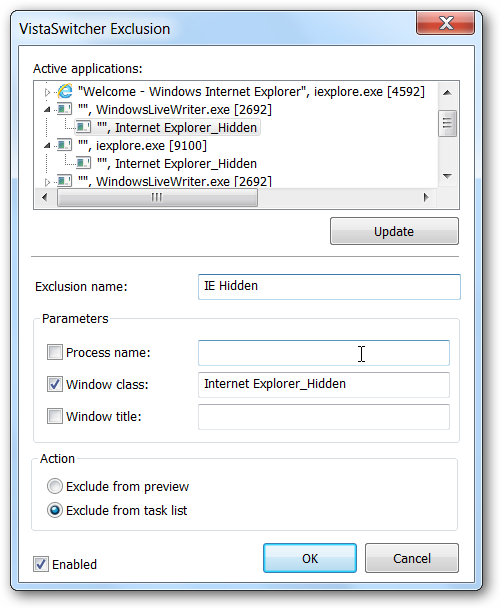 VistaSwitcher Exclusion
Active applications:
"Welcome - Windows Internet Explorer", iexplore.exe [4592]
"", WindowsLiveWriter.exe [2692]
"", Internet Explorer_Hidden
"", iexplore.exe [9100]
"", Internet Explorer_Hidden
"", WindowsLiveWriter.exe [2692]
Update
Exclusion name: IE Hidden
Parameters
Process name:
Window class: Internet Explorer_Hidden
Window title:
Action
Exclude from preview
Exclude from task list
Enabled OK Cancel